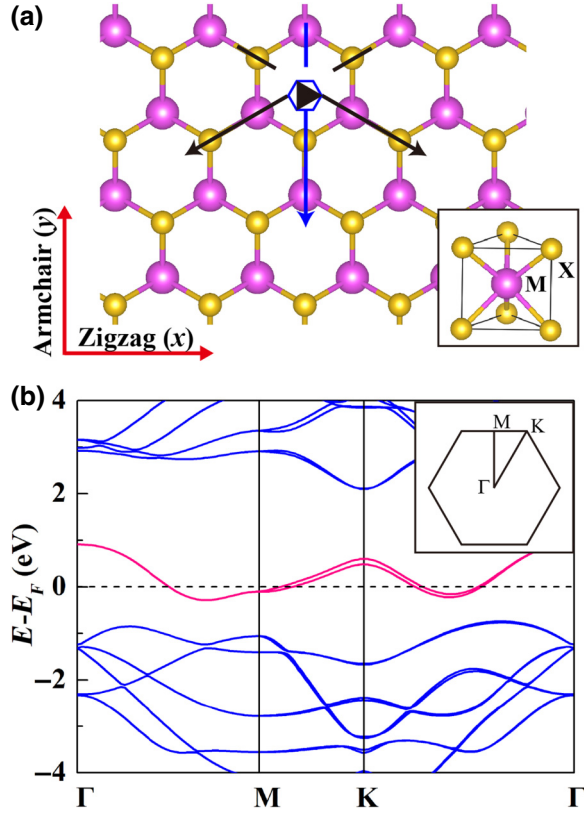 (a)
Armchair (y)
Zigzag (x)
M
X
(b)
E-E_F (eV)
4
2
0
−2
−4
M
K
Γ
Γ
M
K
Γ